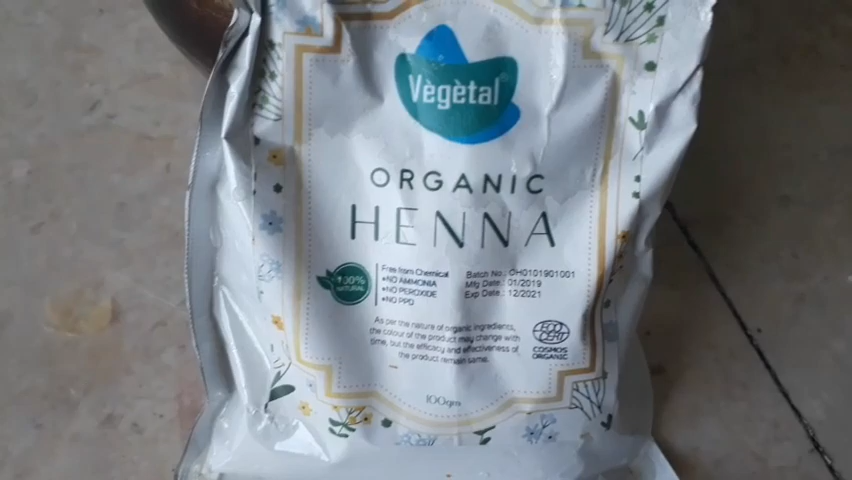 Vègètal®
ORGANIC
HENNA
100%
NATURAL
Free from Chemical
•NO AMMONIA
•NO PEROXIDE
•NO PPD
Batch No.: OH0101901001
Mfg Date.: 01/2019
Exp Date.: 12/2021
As per the nature of organic ingredients,
the colour of the product may change with
time, but the efficacy and effectiveness of
the product remain same.
ECO
CERT
COSMOS
ORGANIC
100gm